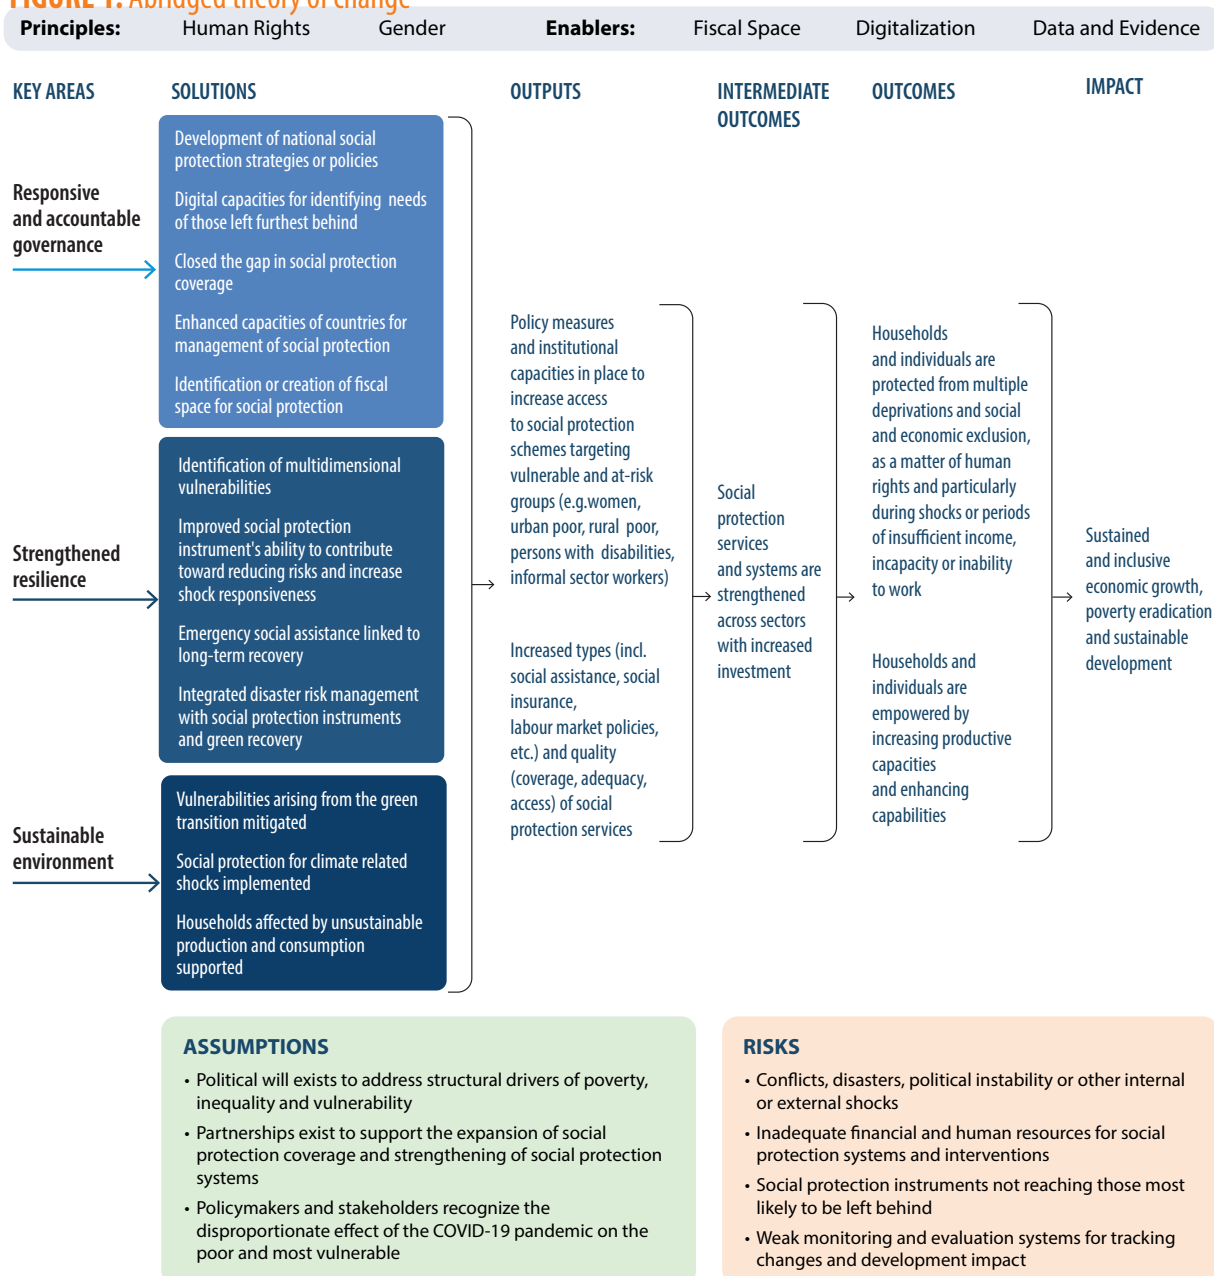 FIGURE 1. Abridged theory of change
Principles: Human Rights Gender Enablers: Fiscal Space Digitalization Data and Evidence
KEY AREAS
SOLUTIONS
OUTPUTS
INTERMEDIATE
OUTCOMES
OUTCOMES
IMPACT
Responsive
and accountable
governance
Development of national social
protection strategies or policies
Digital capacities for identifying needs
of those left furthest behind
Closed the gap in social protection
coverage
Enhanced capacities of countries for
management of social protection
Identification or creation of fiscal
space for social protection
Strengthened
resilience
Identification of multidimensional
vulnerabilities
Improved social protection
instrument's ability to contribute
toward reducing risks and increase
shock responsiveness
Emergency social assistance linked to
long-term recovery
Integrated disaster risk management
with social protection instruments
and green recovery
Sustainable
environment
Vulnerabilities arising from the green
transition mitigated
Social protection for climate related
shocks implemented
Households affected by unsustainable
production and consumption
supported
Policy measures
and institutional
capacities in place to
increase access
to social protection
schemes targeting
vulnerable and at-risk
groups (e.g.women,
urban poor, rural poor,
persons with disabilities,
informal sector workers)
Increased types (incl.
social assistance, social
insurance,
labour market policies,
etc.) and quality
(coverage, adequacy,
access) of social
protection services
Social
protection
services
and systems are
strengthened
across sectors
with increased
investment
Households
and individuals are
protected from multiple
deprivations and social
and economic exclusion,
as a matter of human
rights and particularly
during shocks or periods
of insufficient income,
incapacity or inability
to work
Households and
individuals are
empowered by
increasing productive
capacities
and enhancing
capabilities
Sustained
and inclusive
economic growth,
poverty eradication
and sustainable
development
ASSUMPTIONS
• Political will exists to address structural drivers of poverty,
inequality and vulnerability
• Partnerships exist to support the expansion of social
protection coverage and strengthening of social protection
systems
• Policymakers and stakeholders recognize the
disproportionate effect of the COVID-19 pandemic on the
poor and most vulnerable
RISKS
• Conflicts, disasters, political instability or other internal
or external shocks
• Inadequate financial and human resources for social
protection systems and interventions
• Social protection instruments not reaching those most
likely to be left behind
• Weak monitoring and evaluation systems for tracking
changes and development impact